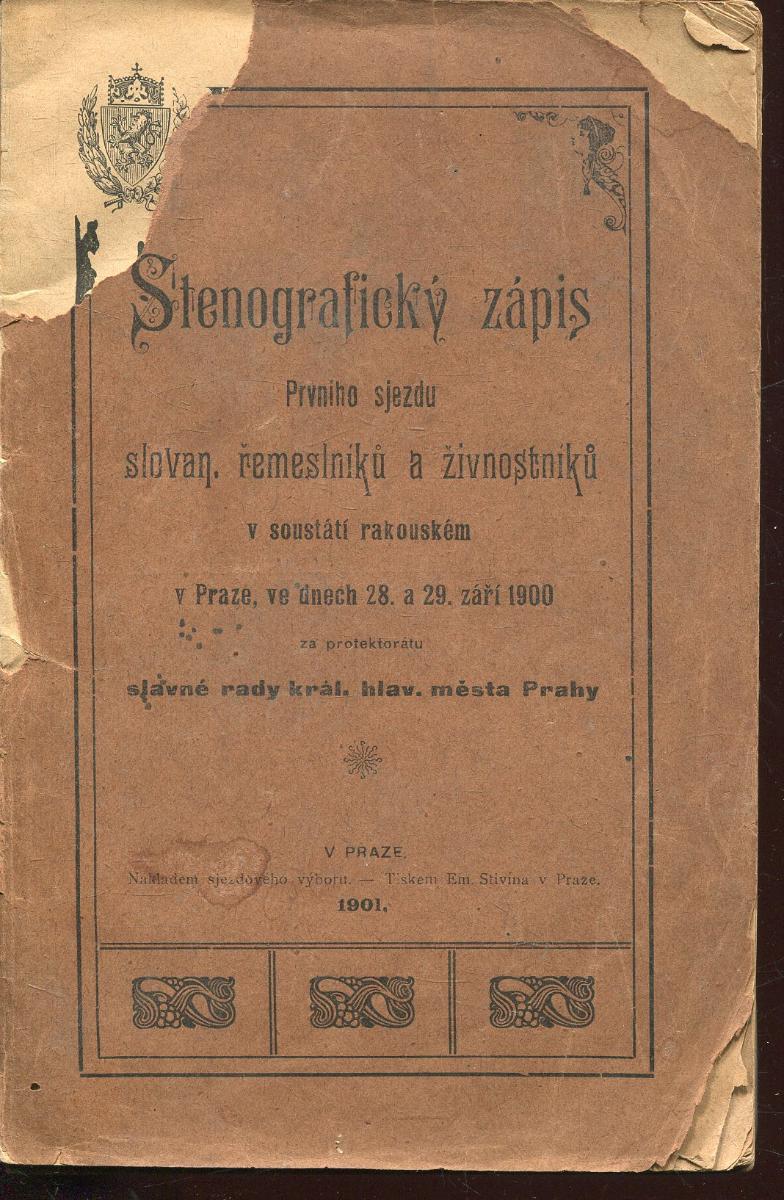 Stenografický zápis
Prvního sjezdu
slovan. řemeslníků a živnostníků
v soustátí rakouském
v Praze, ve dnech 28. a 29. září 1900
za protektorátu
slavné rady král. hlav. města Prahy
V PRAZE.
Nákladem sjezdového výboru. — Tiskem Em. Stivína v Praze.
1901.